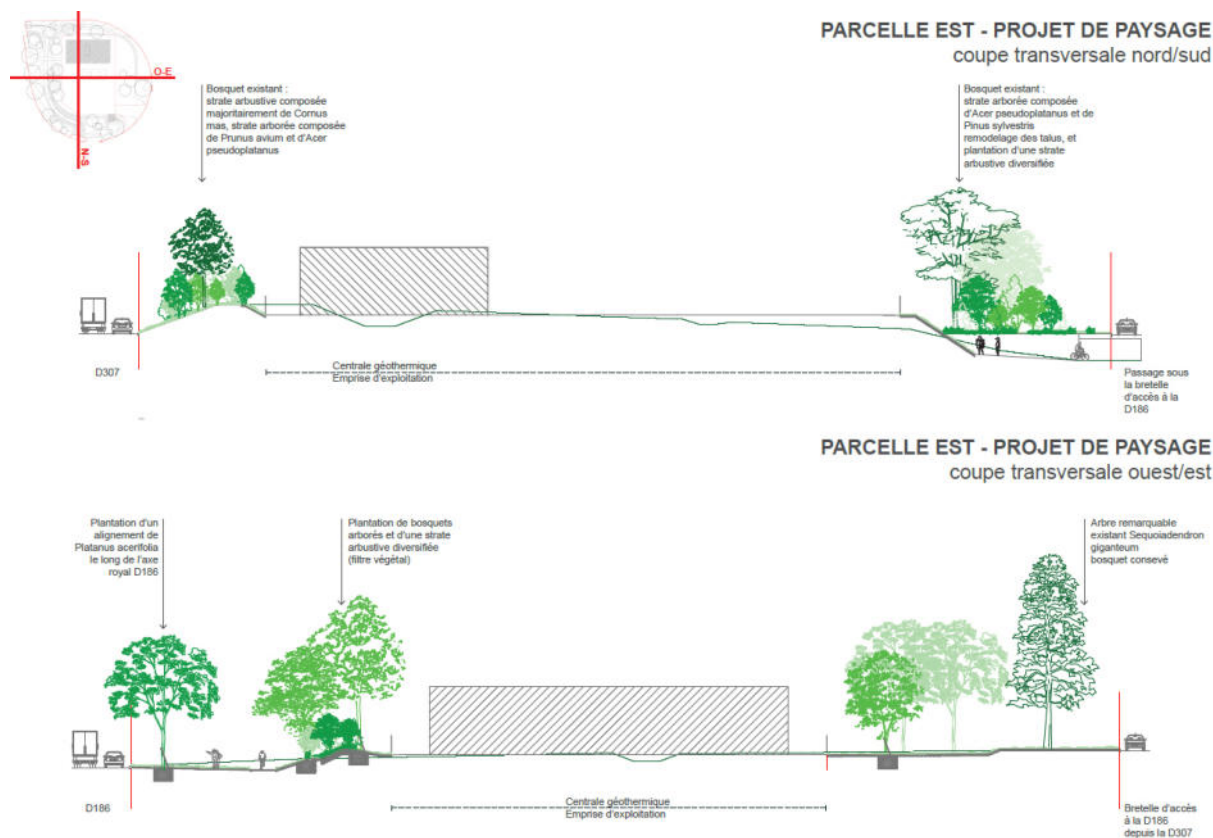 PARCELLE EST - PROJET DE PAYSAGE
coupe transversale nord/sud
O-E
N-S
Bosquet existant :
strate arbustive composée
majoritairement de Cornus
mas, strate arborée composée
de Prunus avium et d'Acer
pseudoplatanus
Bosquet existant :
strate arborée composée
d'Acer pseudoplatanus et de
Pinus sylvestris
remodelage des talus, et
plantation d'une strate
arbustive diversifiée
D307
Centrale géothermique
Emprise d'exploitation
Passage sous
la bretelle
d'accès à la
D186
PARCELLE EST - PROJET DE PAYSAGE
coupe transversale ouest/est
Plantation d'un
alignement de
Platanus acerifolia
le long de l'axe
royal D186
Plantation de bosquets
arborés et d'une strate
arbustive diversifiée
(filtre végétal)
Arbre remarquable
existant Sequoiadendron
giganteum
bosquet consevé
D186
Centrale géothermique
Emprise d'exploitation
Bretelle d'accès
à la D186
depuis la D307